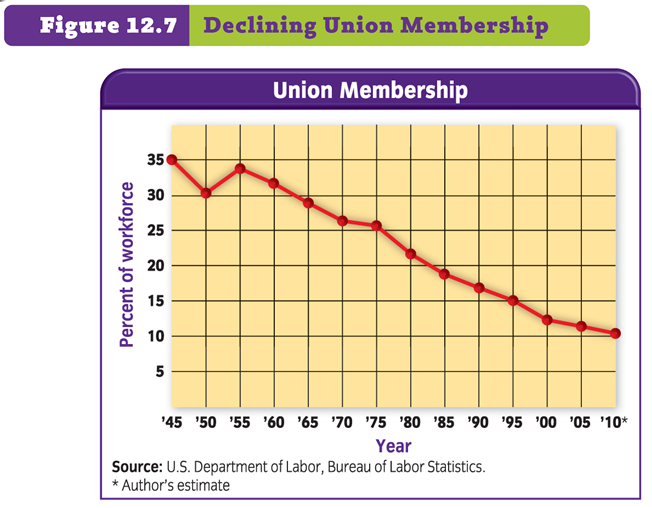 Figure 12.7 Declining Union Membership
Union Membership
Percent of workforce
35
30
25
20
15
10
5
'45 '50 '55 '60 '65 '70 '75 '80 '85 '90 '95 '00 '05 '10*
Year
Source: U.S. Department of Labor, Bureau of Labor Statistics.
* Author's estimate